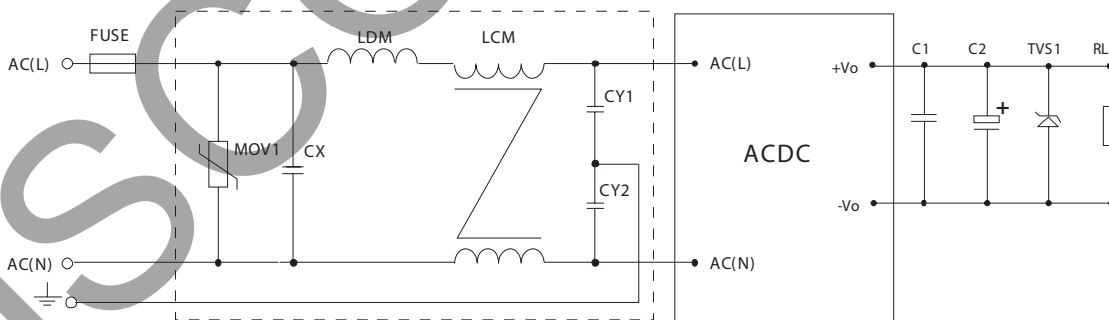 FUSE
LDM
LCM
C1
C2
TVS1
RL
AC(L)
AC(L)
+Vo
CY1
+
MOV1
CX
ACDC
CY2
-Vo
AC(N)
AC(N)